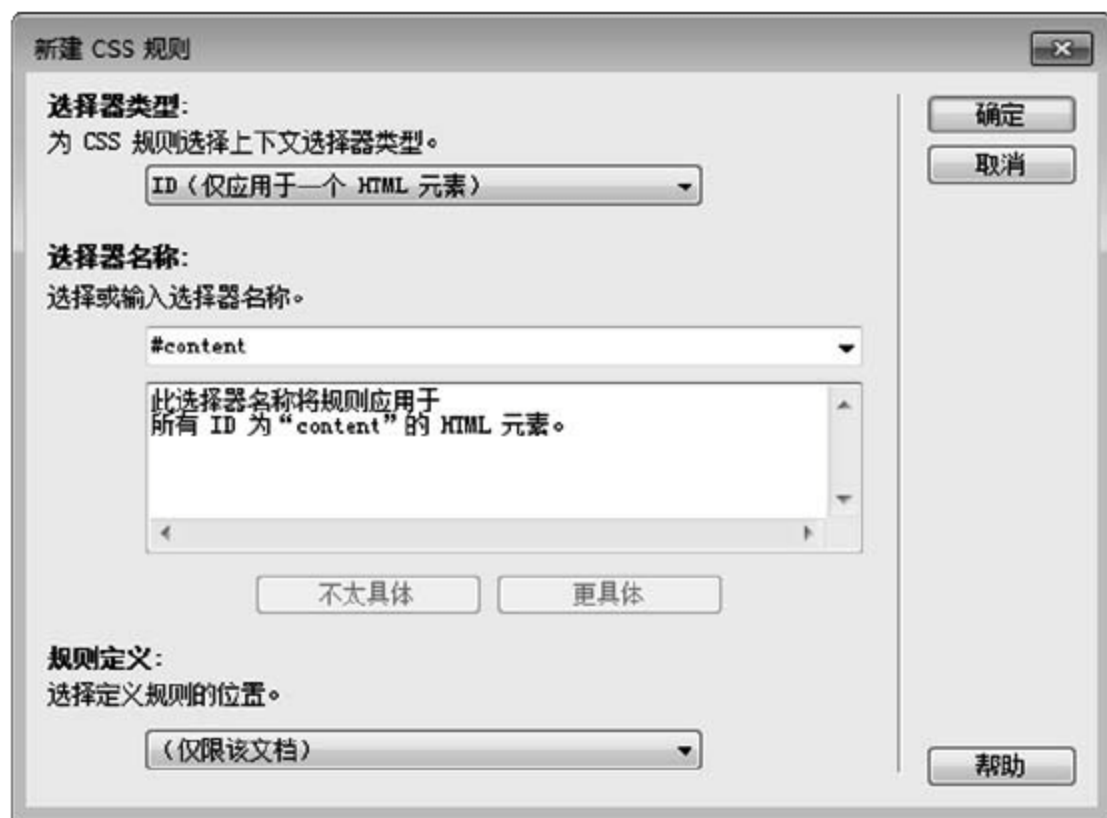 新建 CSS 规则
选择器类型:
确定
为 CSS 规则选择上下文选择器类型。
取消
ID（仅应用于一个 HTML 元素）
选择器名称:
选择或输入选择器名称。
#content
此选择器名称将规则应用于
所有 ID 为“content”的 HTML 元素。
不太具体
更具体
规则定义:
选择定义规则的位置。
（仅限该文档）
帮助